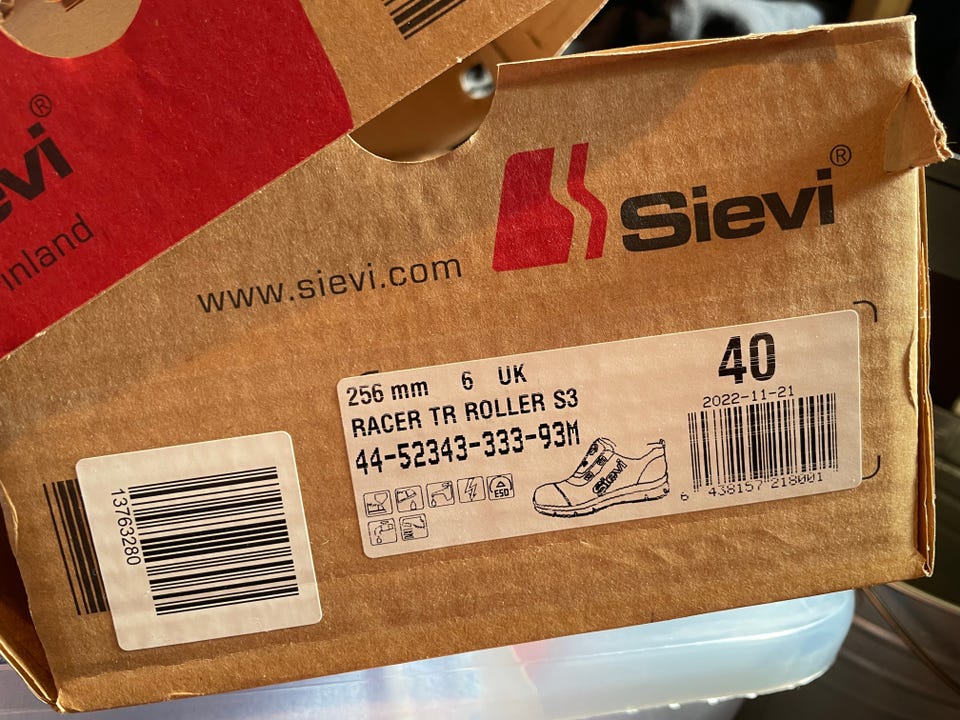 evi®
inland
www.sievi.com
Sievi®
256 mm 6 UK
RACER TR ROLLER S3
44-52343-333-93M
ESD
Sievi
40
2022-11-21
6 438157 218001
13763280